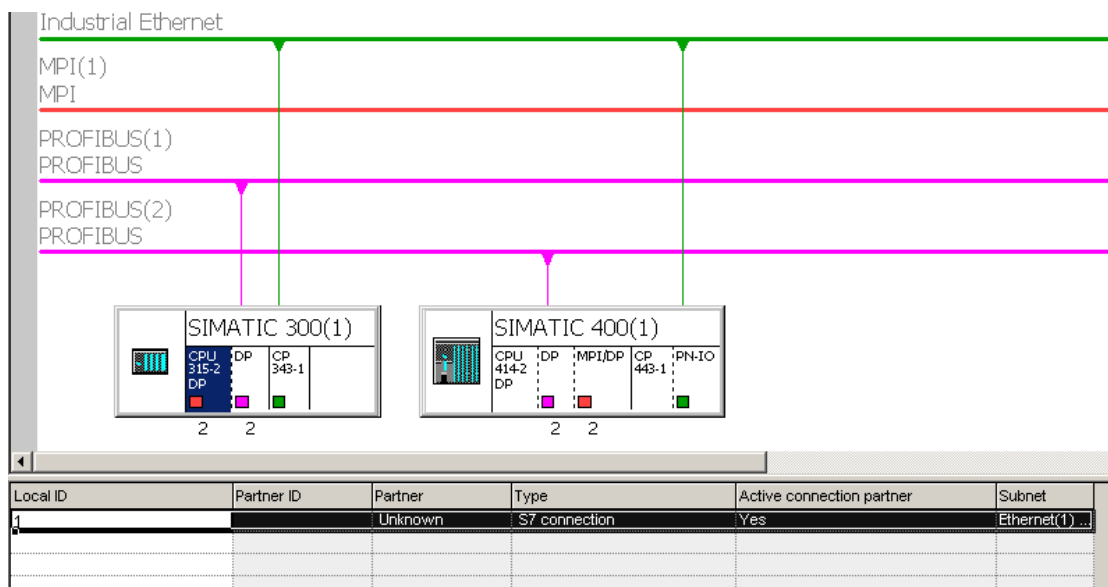 Industrial Ethernet
MPI(1)
MPI
PROFIBUS(1)
PROFIBUS
PROFIBUS(2)
PROFIBUS
SIMATIC 300(1)
CPU 315-2 DP
DP
CP 343-1
2 2
SIMATIC 400(1)
CPU 414-2 DP
DP
MPI/DP
CP 443-1
PN-IO
2 2
Local ID Partner ID Partner Type Active connection partner Subnet
1 Unknown S7 connection Yes Ethernet(1) ...